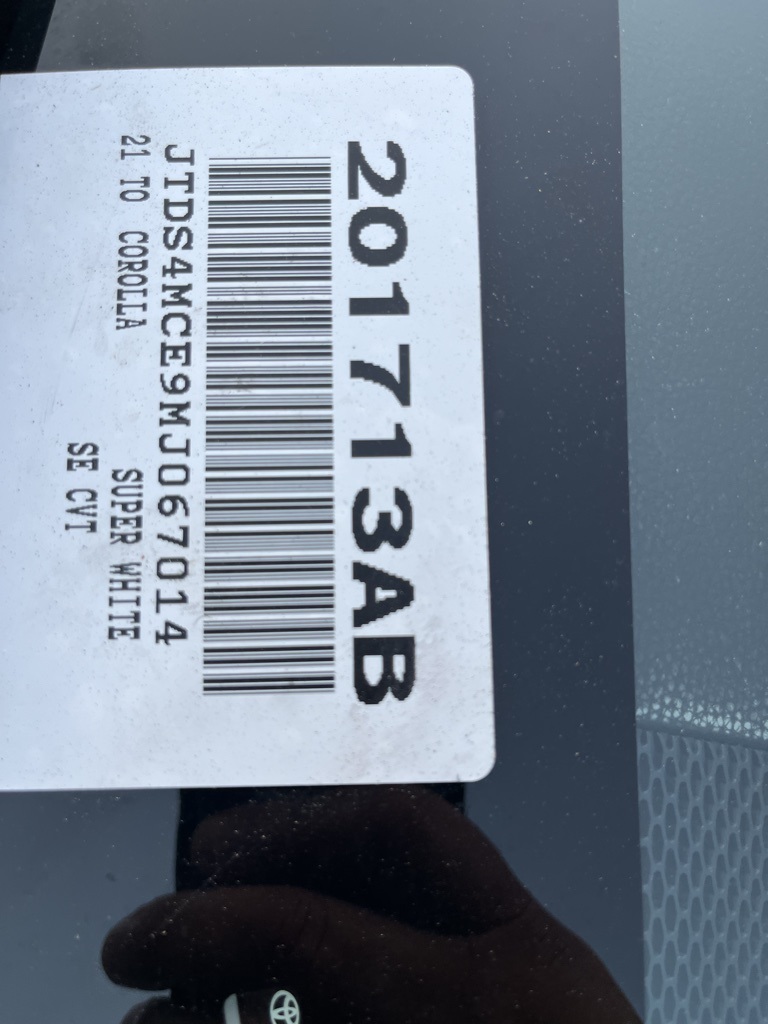 201713AB
JTDS4MCE9MJ067014
21 TO COROLLA
SUPER WHITE
SE CVT